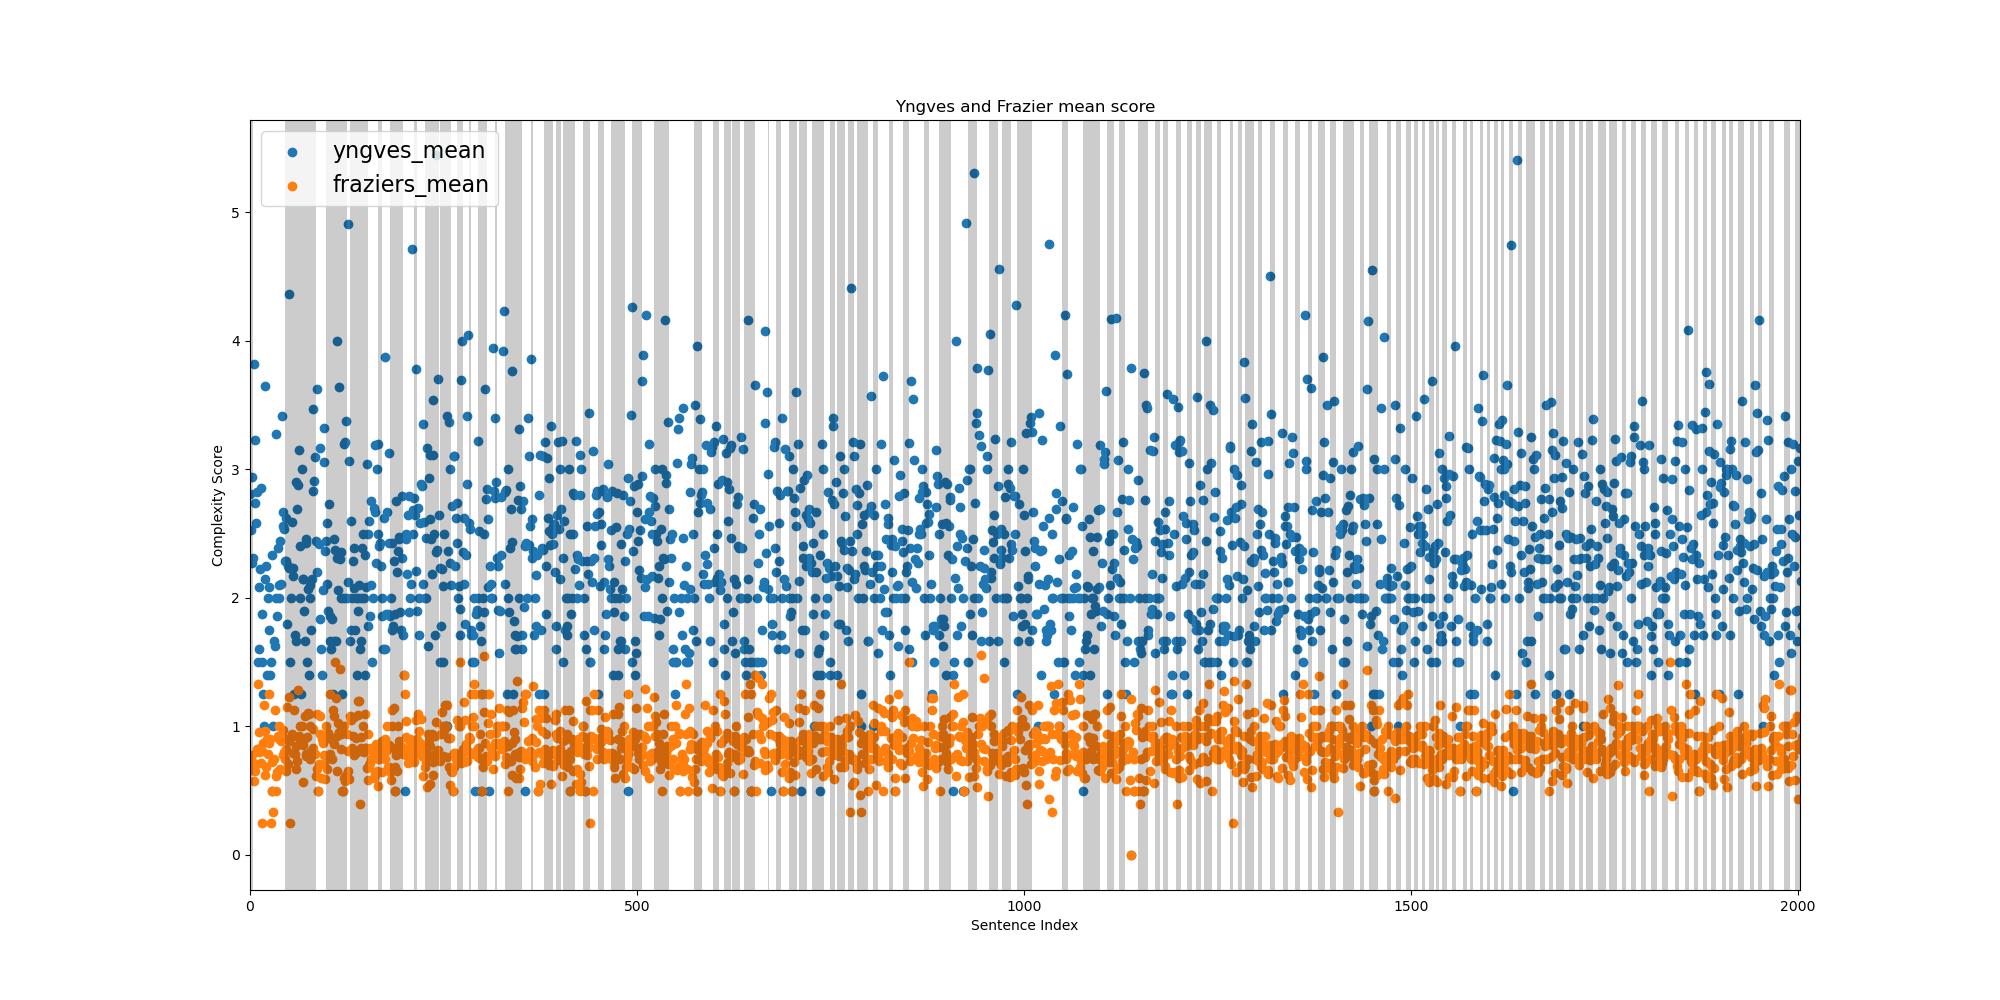 Yngves and Frazier mean score
yngves_mean
fraziers_mean
Complexity Score
5
4
3
2
1
0
0
500
1000
1500
2000
Sentence Index